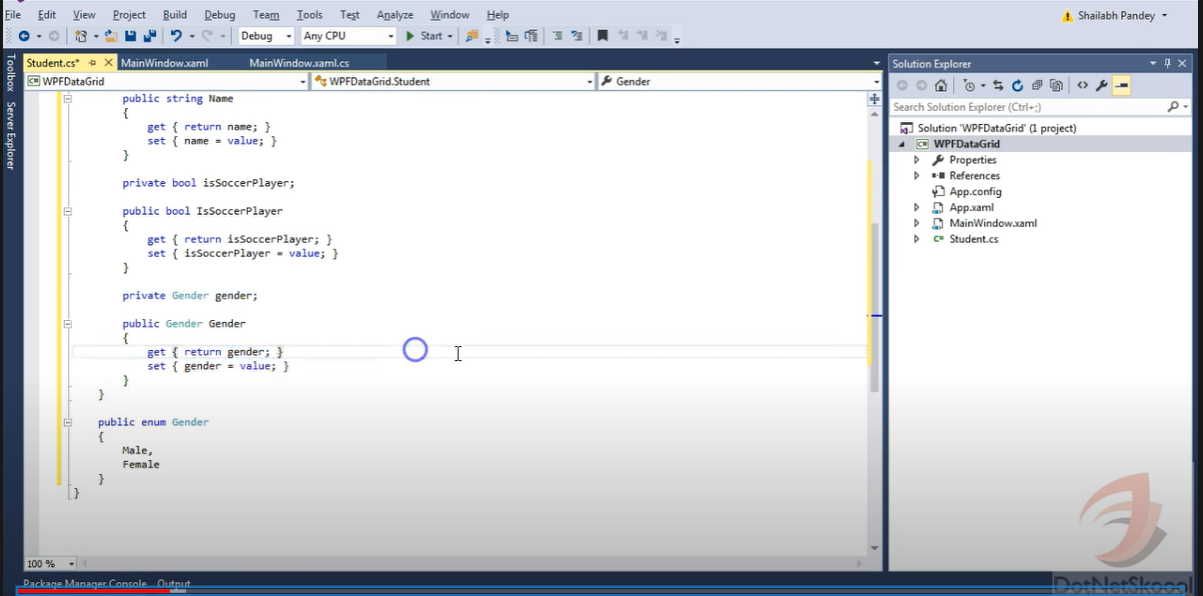 File Edit View Project Build Debug Team Tools Test Analyze Window Help
Shailabh Pandey
Debug Any CPU Start
Toolbox
Server Explorer
Student.cs* MainWindow.xaml MainWindow.xaml.cs
WPFDataGrid WPFDataGrid.Student Gender
public string Name
{
get { return name; }
set { name = value; }
}
private bool isSoccerPlayer;
public bool IsSoccerPlayer
{
get { return isSoccerPlayer; }
set { isSoccerPlayer = value; }
}
private Gender gender;
public Gender Gender
{
get { return gender; }
set { gender = value; }
}
}
public enum Gender
{
Male,
Female
}
}
100 %
Package Manager Console Output
Solution Explorer
Search Solution Explorer (Ctrl+;)
Solution 'WPFDataGrid' (1 project)
WPFDataGrid
Properties
References
App.config
App.xaml
MainWindow.xaml
Student.cs
DotNetSkoool